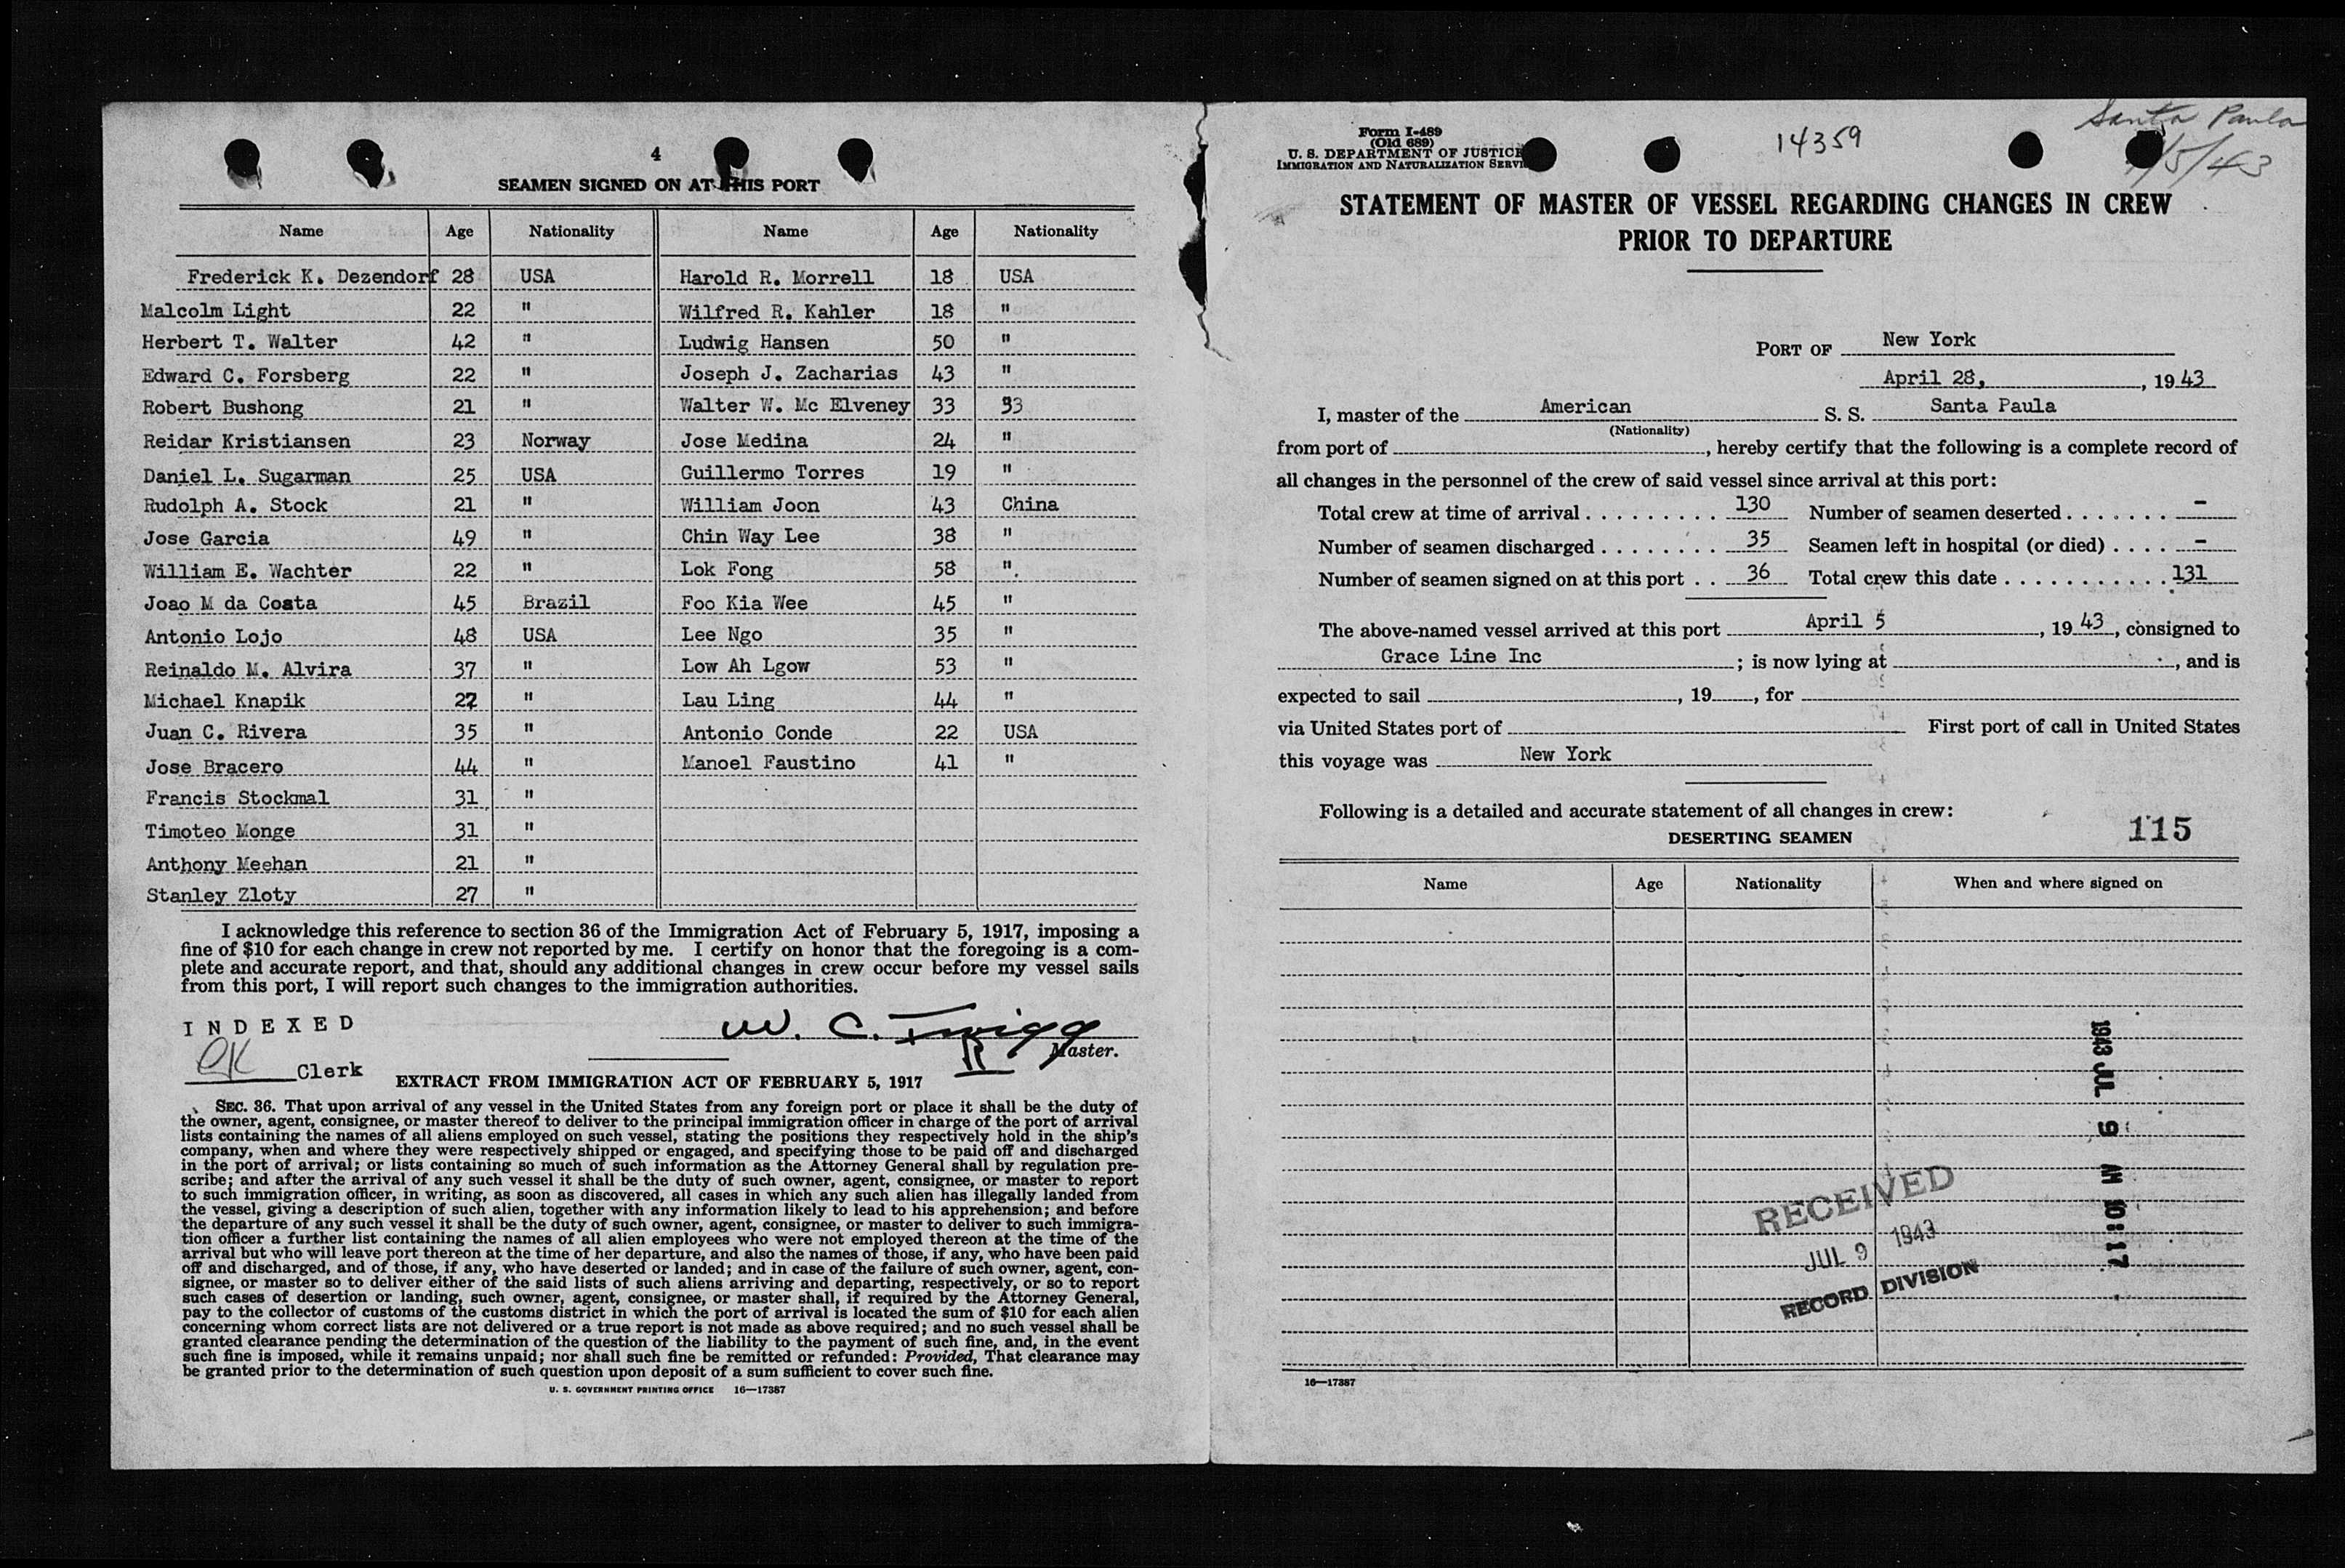 4
SEAMEN SIGNED ON AT THIS PORT
Name Age Nationality Name Age Nationality
Frederick K. Dezendorf 28 USA Harold R. Morrell 18 USA
Malcolm Light 22 " Wilfred R. Kahler 18 "
Herbert T. Walter 42 " Ludwig Hansen 50 "
Edward C. Forsberg 22 " Joseph J. Zacharias 43 "
Robert Bushong 21 " Walter W. Mc Elveney 33 33
Reidar Kristiansen 23 Norway Jose Medina 24 "
Daniel L. Sugarman 25 USA Guillermo Torres 19 "
Rudolph A. Stock 21 " William Joon 43 China
Jose Garcia 49 " Chin Way Lee 38 "
William E. Wachter 22 " Lok Fong 58 "
Joao M da Costa 45 Brazil Foo Kia Wee 45 "
Antonio Lojo 48 USA Lee Ngo 35 "
Reinaldo M. Alvira 37 " Low Ah Lgow 53 "
Michael Knapik 27 " Lau Ling 44 "
Juan C. Rivera 35 " Antonio Conde 22 USA
Jose Bracero 44 " Manoel Faustino 41 "
Francis Stockmal 31 "
Timoteo Monge 31 "
Anthony Meehan 21 "
Stanley Zloty 27 "
I acknowledge this reference to section 36 of the Immigration Act of February 5, 1917, imposing a
fine of $10 for each change in crew not reported by me. I certify on honor that the foregoing is a com-
plete and accurate report, and that, should any additional changes in crew occur before my vessel sails
from this port, I will report such changes to the immigration authorities.
INDEXED
W. C. Twigg
Master.
Clerk
EXTRACT FROM IMMIGRATION ACT OF FEBRUARY 5, 1917
SEC. 36. That upon arrival of any vessel in the United States from any foreign port or place it shall be the duty of
the owner, agent, consignee, or master thereof to deliver to the principal immigration officer in charge of the port of arrival
lists containing the names of all aliens employed on such vessel, stating the positions they respectively hold in the ship's
company, when and where they were respectively shipped or engaged, and specifying those to be paid off and discharged
in the port of arrival; or lists containing so much of such information as the Attorney General shall by regulation pre-
scribe; and after the arrival of any such vessel it shall be the duty of such owner, agent, consignee, or master to report
to such immigration officer, in writing, as soon as discovered, all cases in which any such alien has illegally landed from
the vessel, giving a description of such alien, together with any information likely to lead to his apprehension; and before
the departure of any such vessel it shall be the duty of such owner, agent, consignee, or master to deliver to such immigra-
tion officer a further list containing the names of all alien employees who were not employed thereon at the time of the
arrival but who will leave port thereon at the time of her departure, and also the names of those, if any, who have been paid
off and discharged, and of those, if any, who have deserted or landed; and in case of the failure of such owner, agent, con-
signee, or master so to deliver either of the said lists of such aliens arriving and departing, respectively, or so to report
such cases of desertion or landing, such owner, agent, consignee, or master shall, if required by the Attorney General,
pay to the collector of customs of the customs district in which the port of arrival is located the sum of $10 for each alien
concerning whom correct lists are not delivered or a true report is not made as above required; and no such vessel shall be
granted clearance pending the determination of the question of the liability to the payment of such fine, and, in the event
such fine is imposed, while it remains unpaid; nor shall such fine be remitted or refunded: Provided, That clearance may
be granted prior to the determination of such question upon deposit of a sum sufficient to cover such fine.
U. S. GOVERNMENT PRINTING OFFICE 16—17387
Form I-489
(Old 689)
U. S. DEPARTMENT OF JUSTICE
IMMIGRATION AND NATURALIZATION
14359
Santa Paula
/5/43
STATEMENT OF MASTER OF VESSEL REGARDING CHANGES IN CREW
PRIOR TO DEPARTURE
PORT OF New York
April 28, , 19 43
I, master of the American S. S. Santa Paula
(Nationality)
from port of , hereby certify that the following is a complete record of
all changes in the personnel of the crew of said vessel since arrival at this port:
Total crew at time of arrival . . . . . . . . . 130 Number of seamen deserted . . . . . . . -
Number of seamen discharged . . . . . . . . 35 Seamen left in hospital (or died) . . . . -
Number of seamen signed on at this port . . 36 Total crew this date . . . . . . . . . . . . 131
The above-named vessel arrived at this port April 5 , 19 43, consigned to
Grace Line Inc ; is now lying at , and is
expected to sail , 19 , for
via United States port of First port of call in United States
this voyage was New York
Following is a detailed and accurate statement of all changes in crew:
115
DESERTING SEAMEN
Name Age Nationality When and where signed on
1943 JUL 9 AM 10:17
RECEIVED
JUL 9 1943
RECORD DIVISION
16—17387